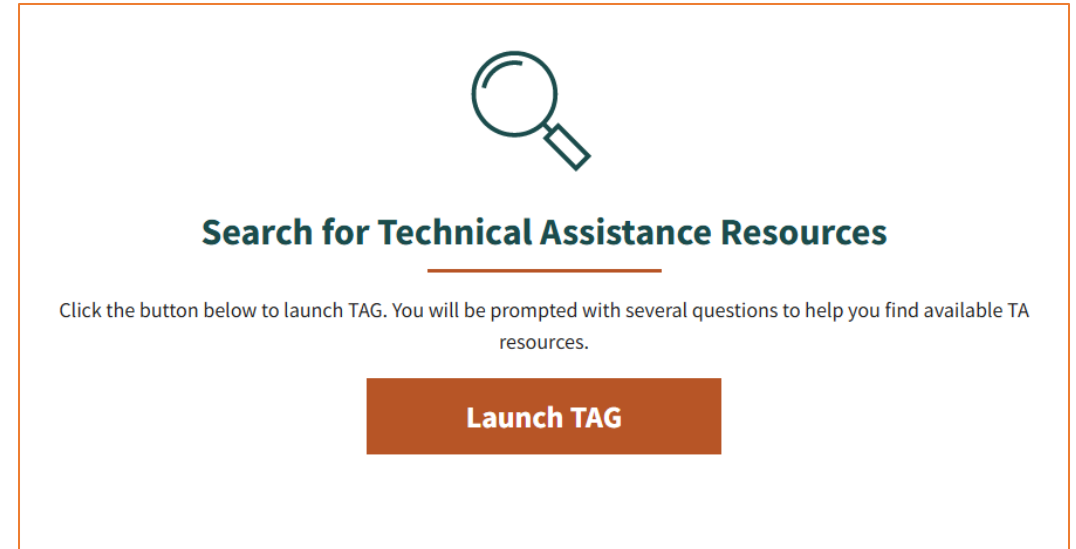 Search for Technical Assistance Resources
Click the button below to launch TAG. You will be prompted with several questions to help you find available TA
resources.
Launch TAG